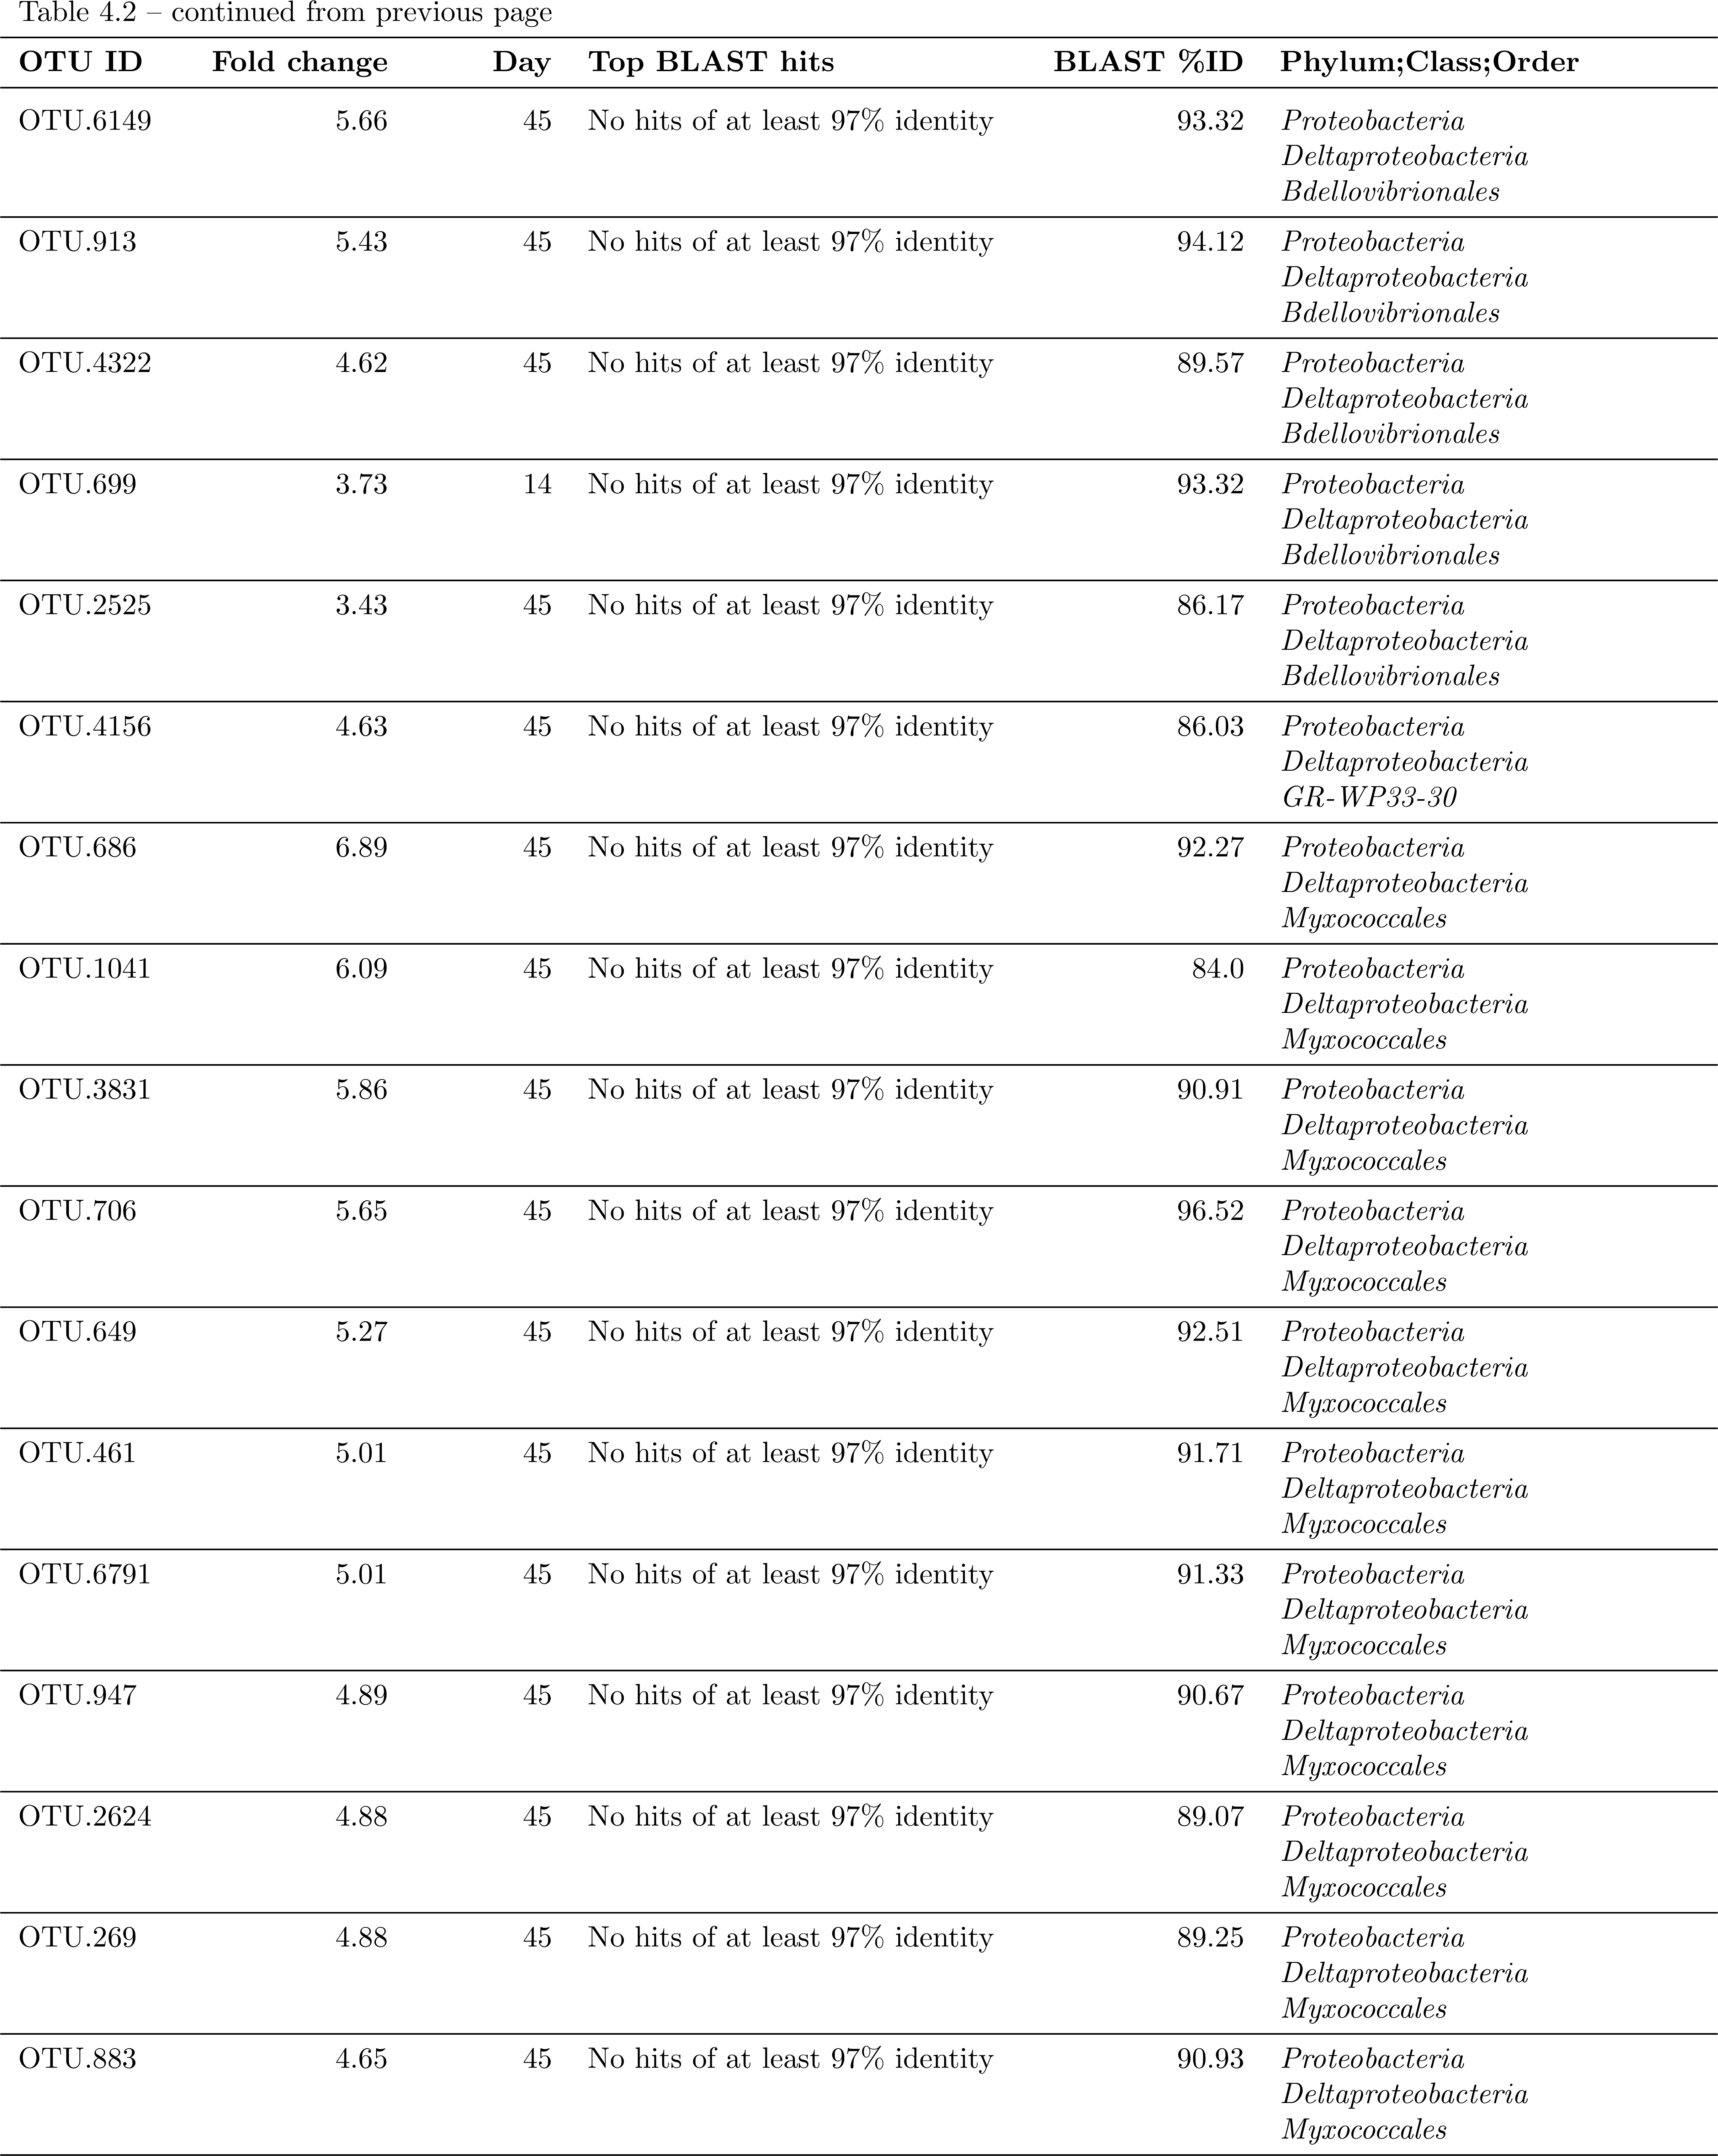 Table 4.2 – continued from previous page
OTU ID Fold change Day Top BLAST hits BLAST %ID Phylum;Class;Order
OTU.6149 5.66 45 No hits of at least 97% identity 93.32 Proteobacteria
Deltaproteobacteria
Bdellovibrionales
OTU.913 5.43 45 No hits of at least 97% identity 94.12 Proteobacteria
Deltaproteobacteria
Bdellovibrionales
OTU.4322 4.62 45 No hits of at least 97% identity 89.57 Proteobacteria
Deltaproteobacteria
Bdellovibrionales
OTU.699 3.73 14 No hits of at least 97% identity 93.32 Proteobacteria
Deltaproteobacteria
Bdellovibrionales
OTU.2525 3.43 45 No hits of at least 97% identity 86.17 Proteobacteria
Deltaproteobacteria
Bdellovibrionales
OTU.4156 4.63 45 No hits of at least 97% identity 86.03 Proteobacteria
Deltaproteobacteria
GR-WP33-30
OTU.686 6.89 45 No hits of at least 97% identity 92.27 Proteobacteria
Deltaproteobacteria
Myxococcales
OTU.1041 6.09 45 No hits of at least 97% identity 84.0 Proteobacteria
Deltaproteobacteria
Myxococcales
OTU.3831 5.86 45 No hits of at least 97% identity 90.91 Proteobacteria
Deltaproteobacteria
Myxococcales
OTU.706 5.65 45 No hits of at least 97% identity 96.52 Proteobacteria
Deltaproteobacteria
Myxococcales
OTU.649 5.27 45 No hits of at least 97% identity 92.51 Proteobacteria
Deltaproteobacteria
Myxococcales
OTU.461 5.01 45 No hits of at least 97% identity 91.71 Proteobacteria
Deltaproteobacteria
Myxococcales
OTU.6791 5.01 45 No hits of at least 97% identity 91.33 Proteobacteria
Deltaproteobacteria
Myxococcales
OTU.947 4.89 45 No hits of at least 97% identity 90.67 Proteobacteria
Deltaproteobacteria
Myxococcales
OTU.2624 4.88 45 No hits of at least 97% identity 89.07 Proteobacteria
Deltaproteobacteria
Myxococcales
OTU.269 4.88 45 No hits of at least 97% identity 89.25 Proteobacteria
Deltaproteobacteria
Myxococcales
OTU.883 4.65 45 No hits of at least 97% identity 90.93 Proteobacteria
Deltaproteobacteria
Myxococcales